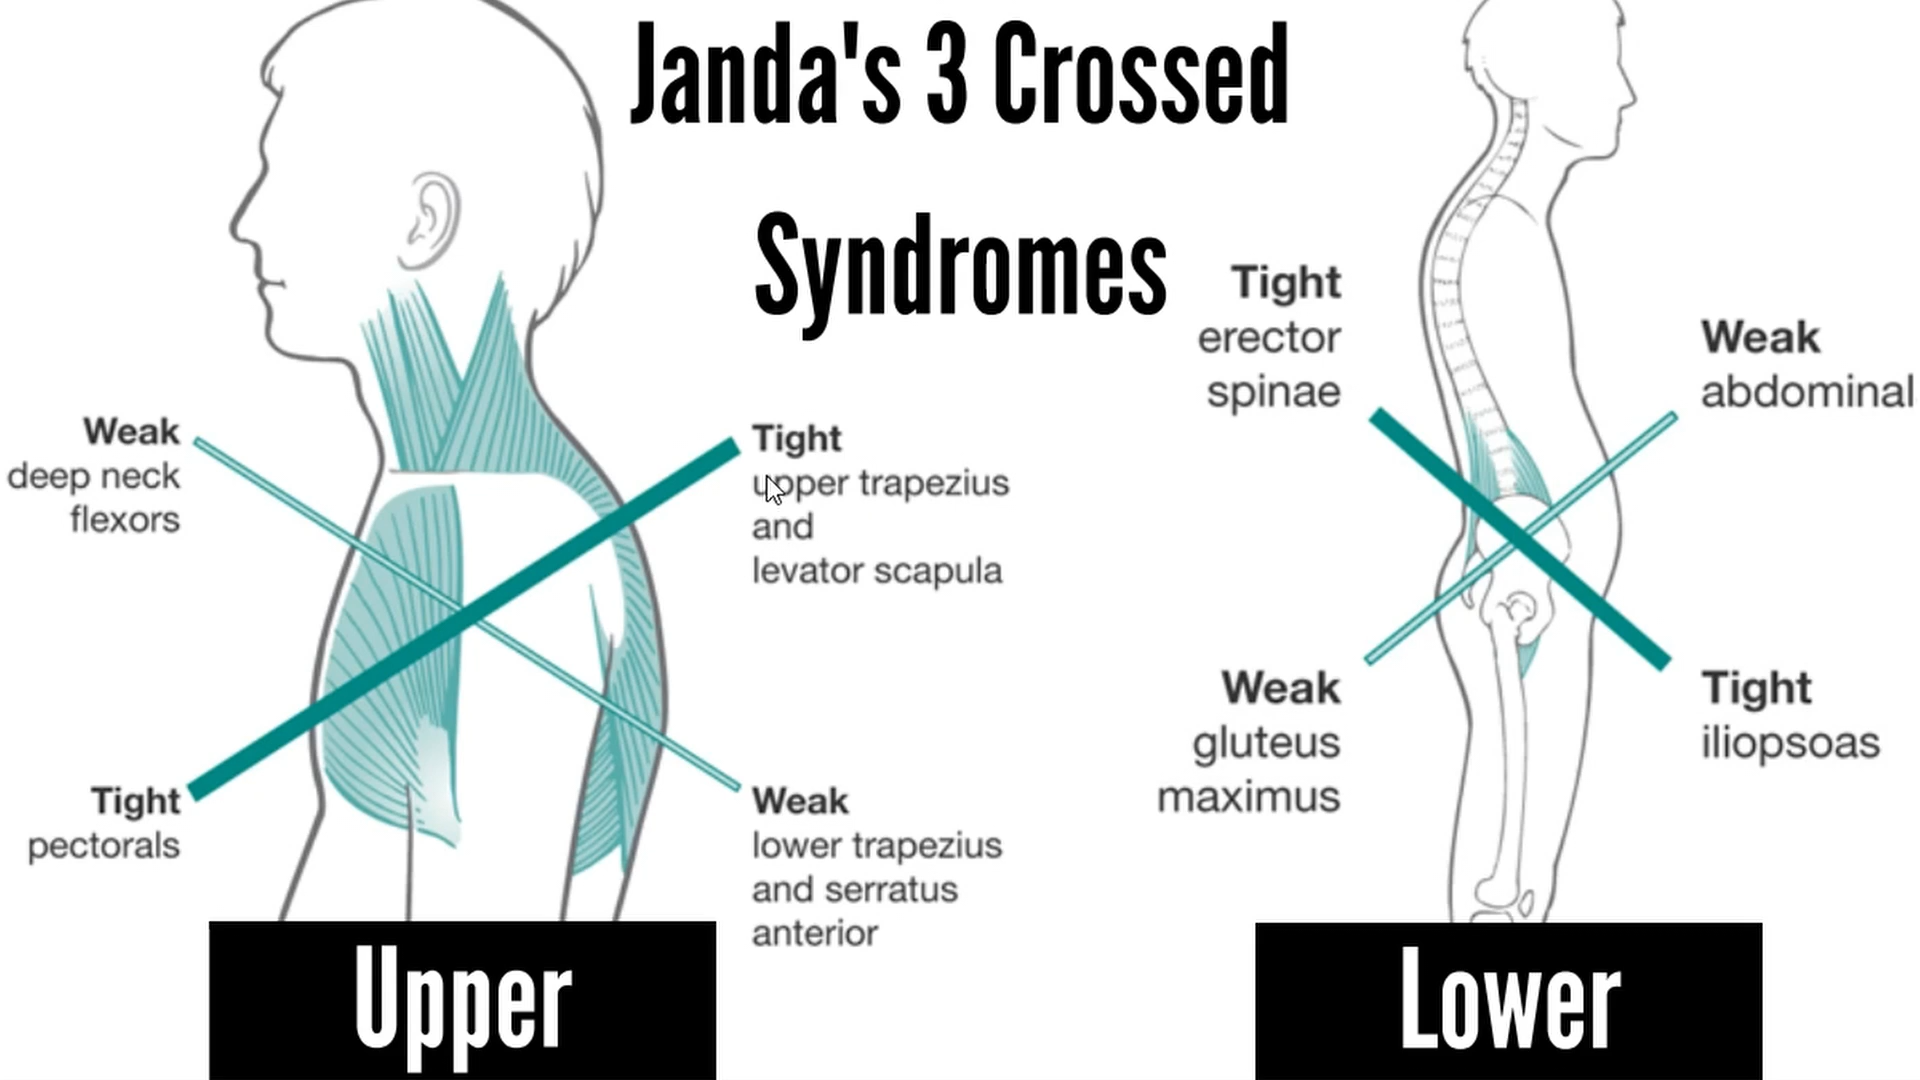 Janda's 3 Crossed
Syndromes
Weak
deep neck
flexors
Tight
upper trapezius
and
levator scapula
Tight
pectorals
Weak
lower trapezius
and serratus
anterior
Upper
Tight
erector
spinae
Weak
abdominal
Weak
gluteus
maximus
Tight
iliopsoas
Lower